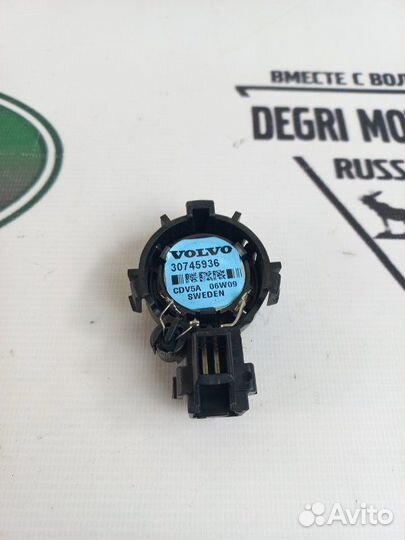 ВМЕСТЕ С ВОЛ
DEGRI MO
RUSS
VOLVO
30745936
CDV5A 06W09
SWEDEN
Avito